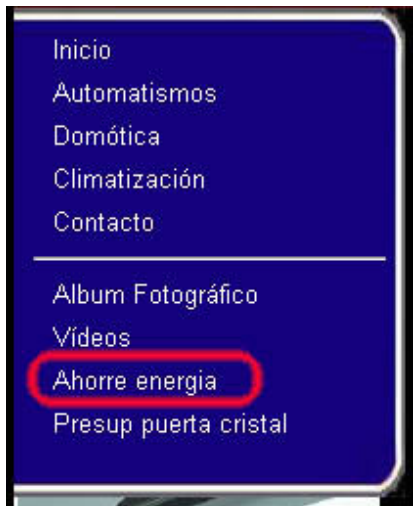 Inicio
Automatismos
Domótica
Climatización
Contacto
Album Fotográfico
Vídeos
Ahorre energia
Presup puerta cristal